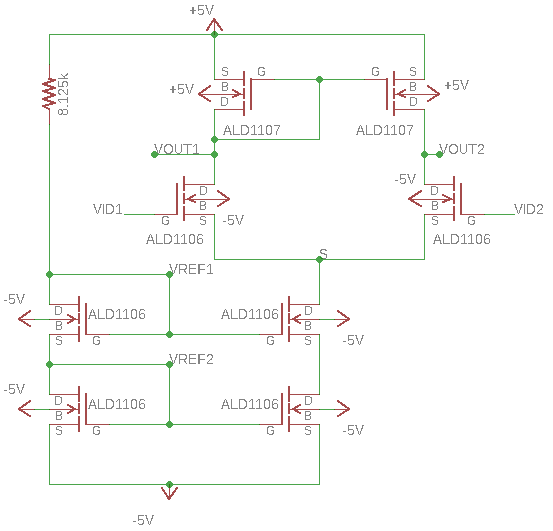 +5V
8.125k
S G G S
+5V B B +5V
D D
ALD1107 ALD1107
VOUT1 VOUT2
-5V
D D
VID1 B B VID2
G S -5V S G
ALD1106 ALD1106
S
VREF1
-5V
D ALD1106 ALD1106 D
B B
S G G S -5V
VREF2
-5V
D ALD1106 ALD1106 D
B B
S G G S -5V
-5V